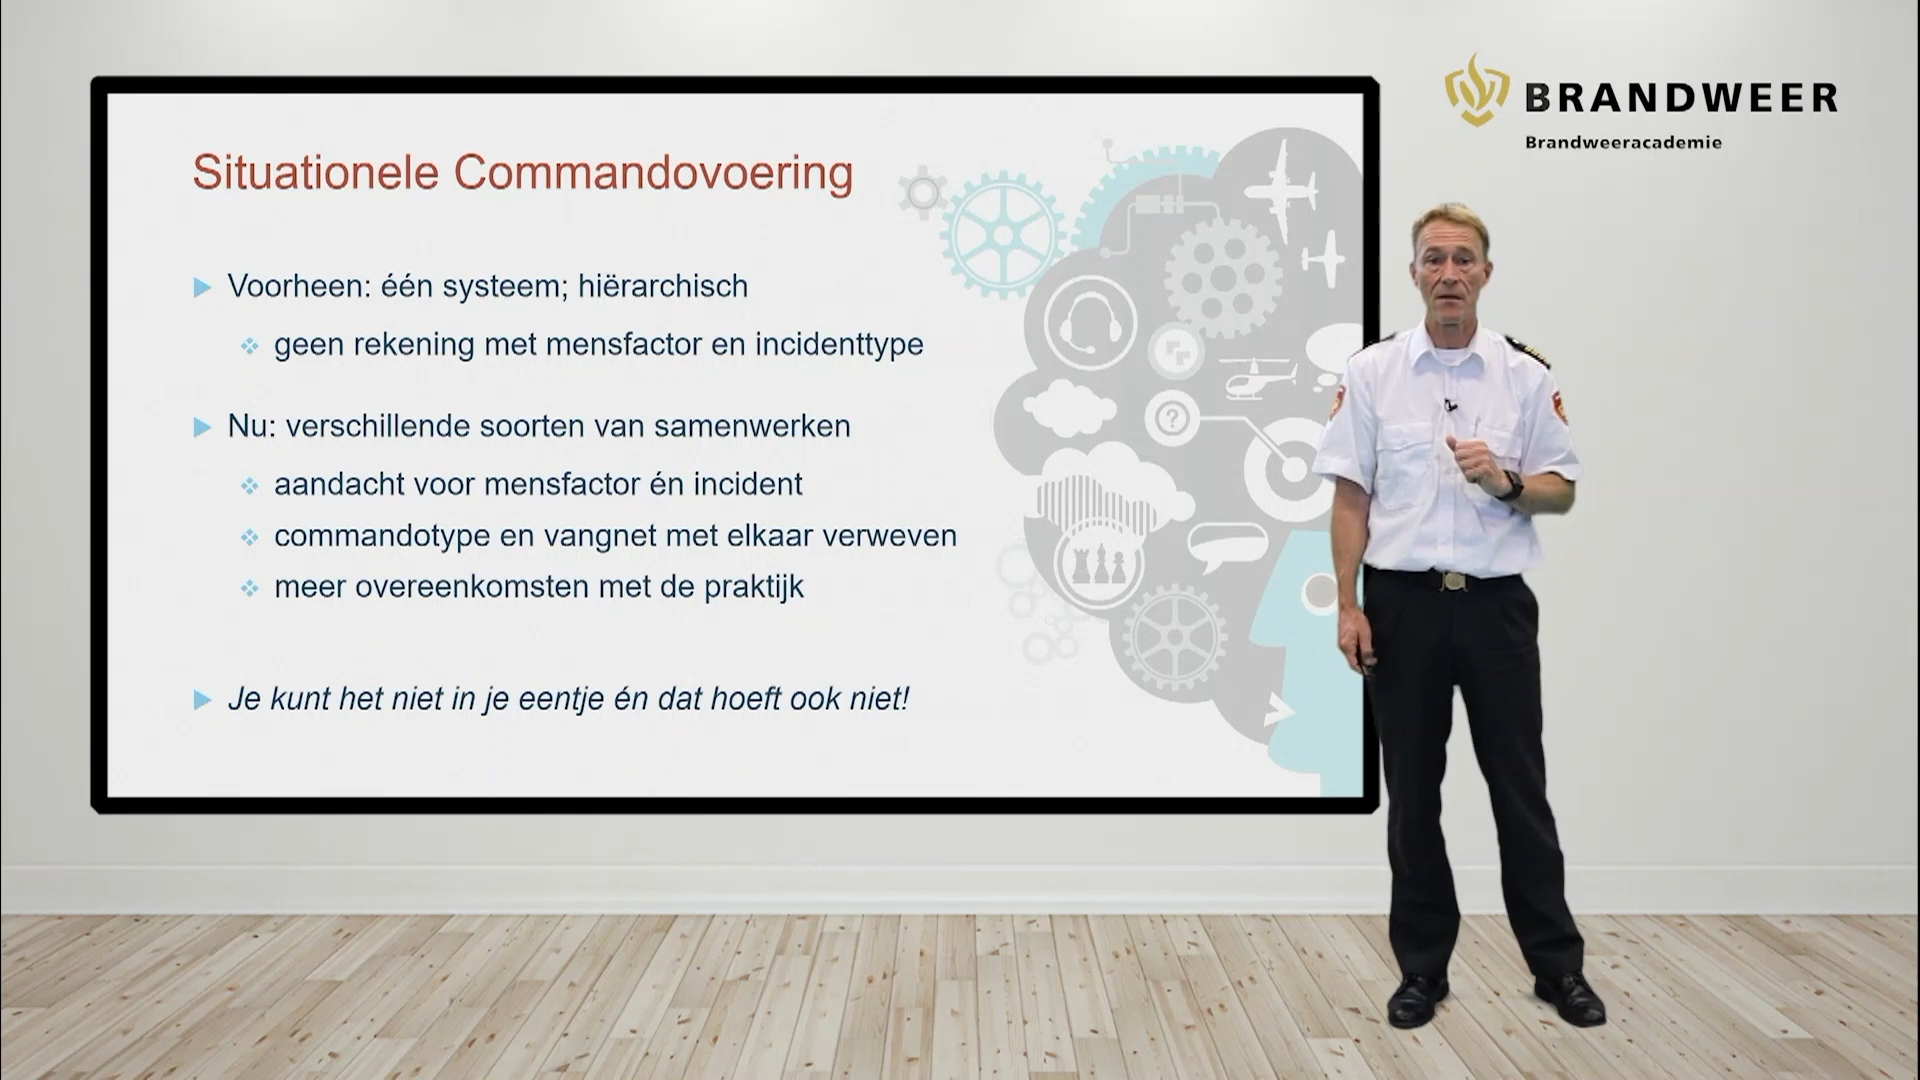 Situationele Commandovoering
Voorheen: één systeem; hiërarchisch
geen rekening met mensfactor en incidenttype
Nu: verschillende soorten van samenwerken
aandacht voor mensfactor én incident
commandotype en vangnet met elkaar verweven
meer overeenkomsten met de praktijk
Je kunt het niet in je eentje én dat hoeft ook niet!
BRANDWEER
Brandweeracademie